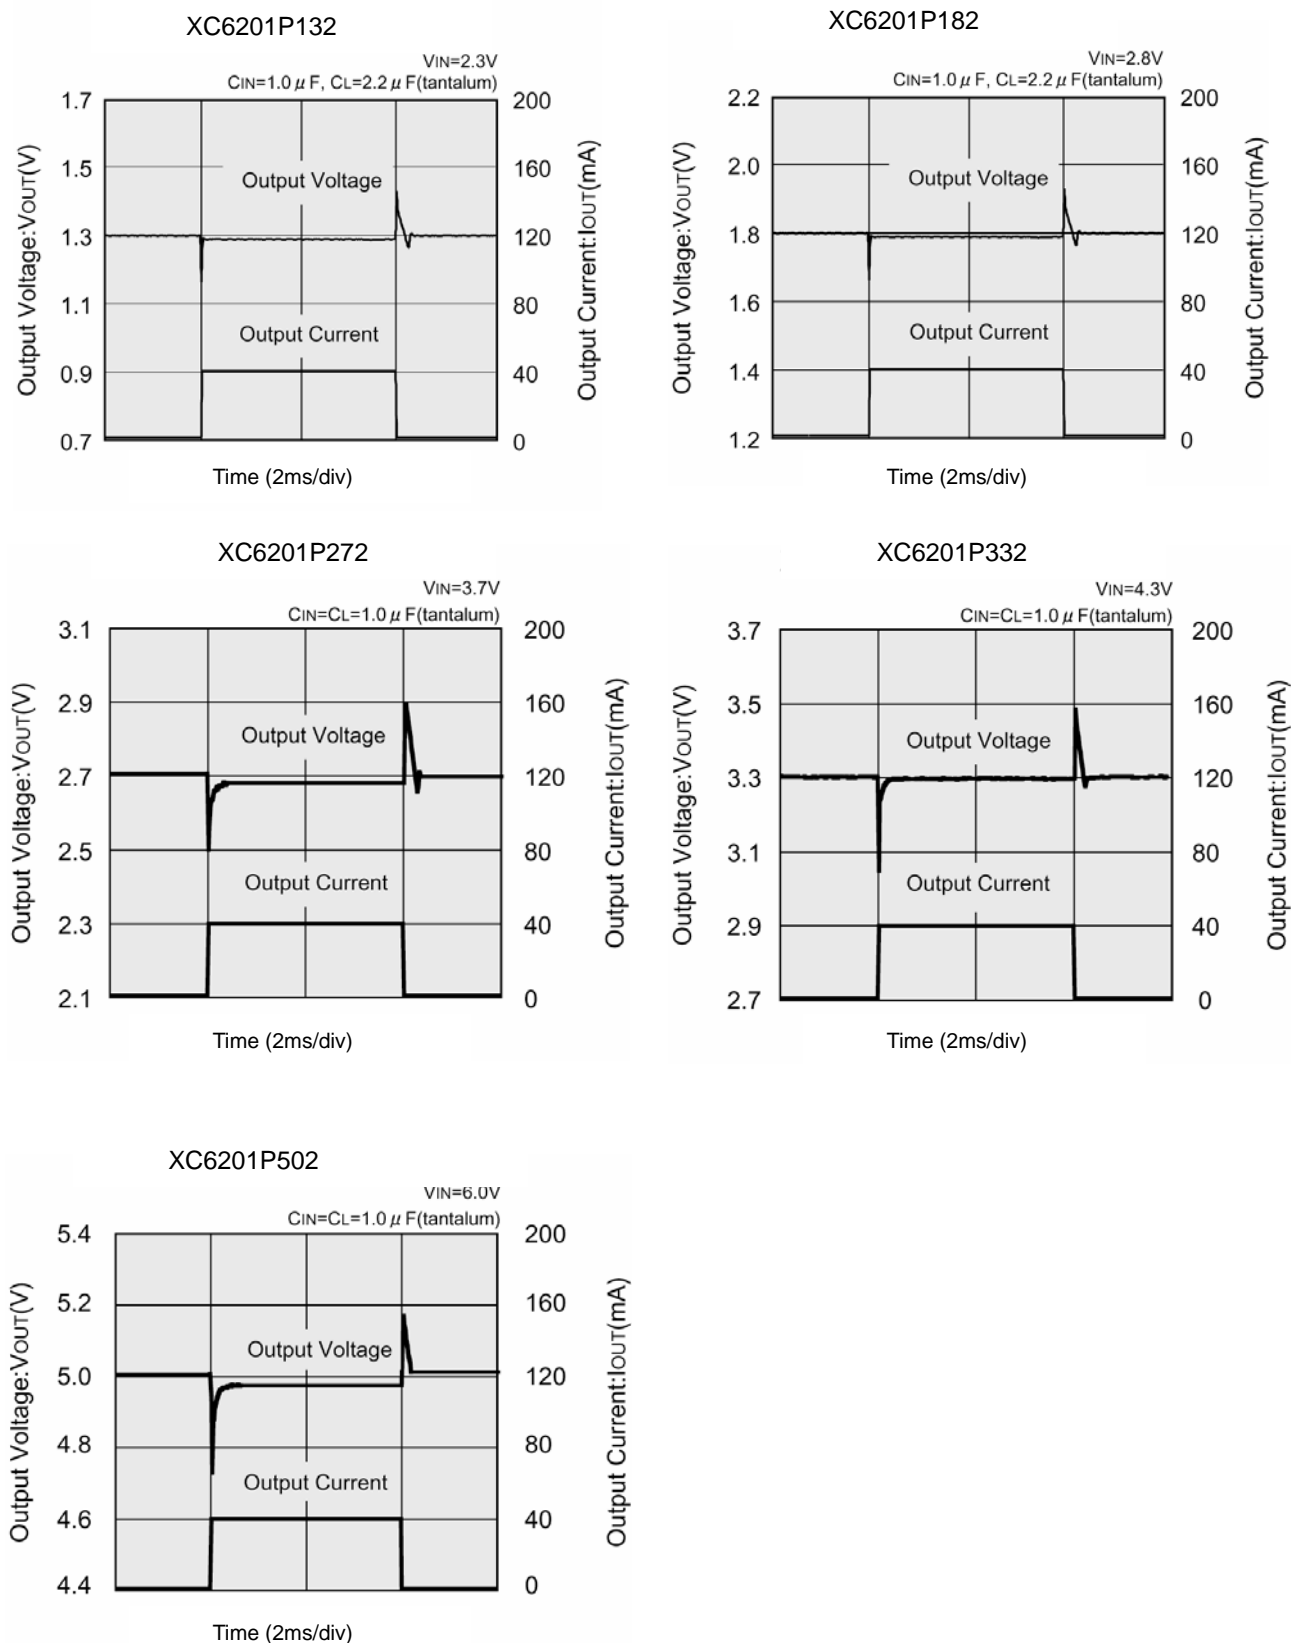 XC6201P132
VIN=2.3V
CIN=1.0 μ F, CL=2.2 μ F(tantalum)
Output Voltage:VOUT(V)
1.7
1.5
1.3
1.1
0.9
0.7
Output Voltage
Output Current
200
160
120
80
40
0
Output Current:IOUT(mA)
Time (2ms/div)
XC6201P182
VIN=2.8V
CIN=1.0 μ F, CL=2.2 μ F(tantalum)
Output Voltage:VOUT(V)
2.2
2.0
1.8
1.6
1.4
1.2
Output Voltage
Output Current
200
160
120
80
40
0
Output Current:IOUT(mA)
Time (2ms/div)
XC6201P272
VIN=3.7V
CIN=CL=1.0 μ F(tantalum)
Output Voltage:VOUT(V)
3.1
2.9
2.7
2.5
2.3
2.1
Output Voltage
Output Current
200
160
120
80
40
0
Output Current:IOUT(mA)
Time (2ms/div)
XC6201P332
VIN=4.3V
CIN=CL=1.0 μ F(tantalum)
Output Voltage:VOUT(V)
3.7
3.5
3.3
3.1
2.9
2.7
Output Voltage
Output Current
200
160
120
80
40
0
Output Current:IOUT(mA)
Time (2ms/div)
XC6201P502
VIN=6.0V
CIN=CL=1.0 μ F(tantalum)
Output Voltage:VOUT(V)
5.4
5.2
5.0
4.8
4.6
4.4
Output Voltage
Output Current
200
160
120
80
40
0
Output Current:IOUT(mA)
Time (2ms/div)